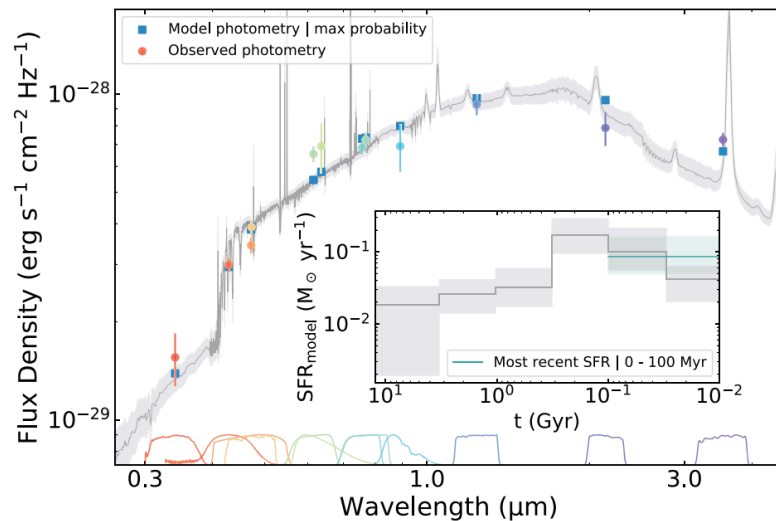 Model photometry | max probability
Observed photometry
10⁻²⁸
Flux Density (erg s⁻¹ cm⁻² Hz⁻¹)
10⁻²⁹
SFR_model (M_⊙ yr⁻¹)
10⁻¹
10⁻²
Most recent SFR | 0 - 100 Myr
10¹ 10⁰ 10⁻¹ 10⁻²
t (Gyr)
0.3 1.0 3.0
Wavelength (μm)